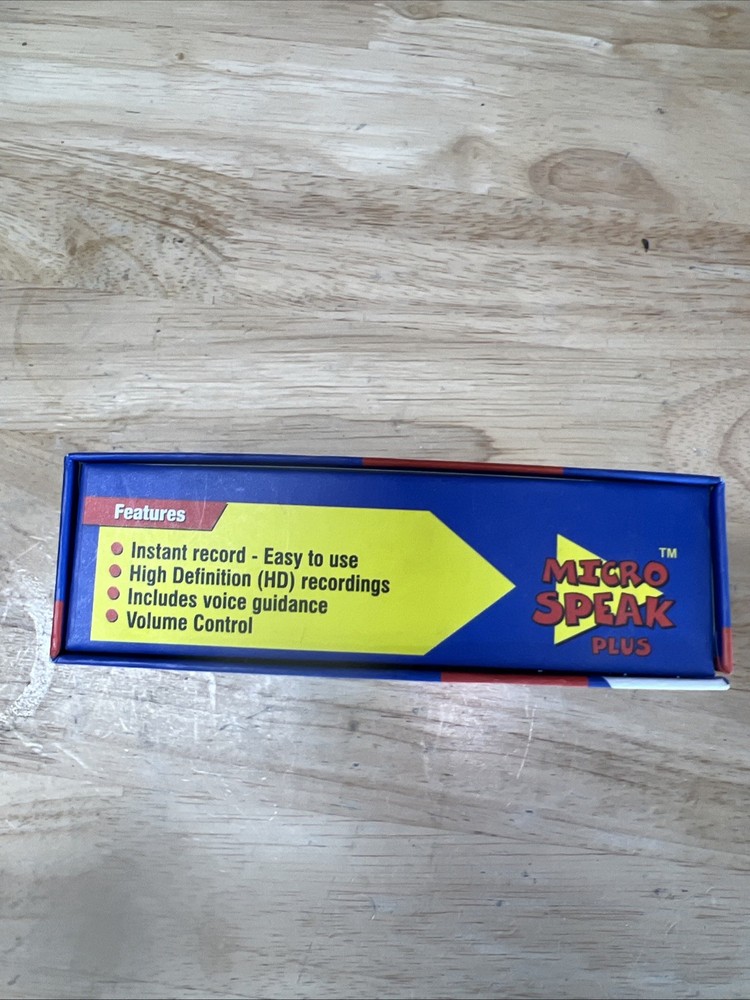 Features
• Instant record - Easy to use
• High Definition (HD) recordings
• Includes voice guidance
• Volume Control
MICRO TM
SPEAK
PLUS